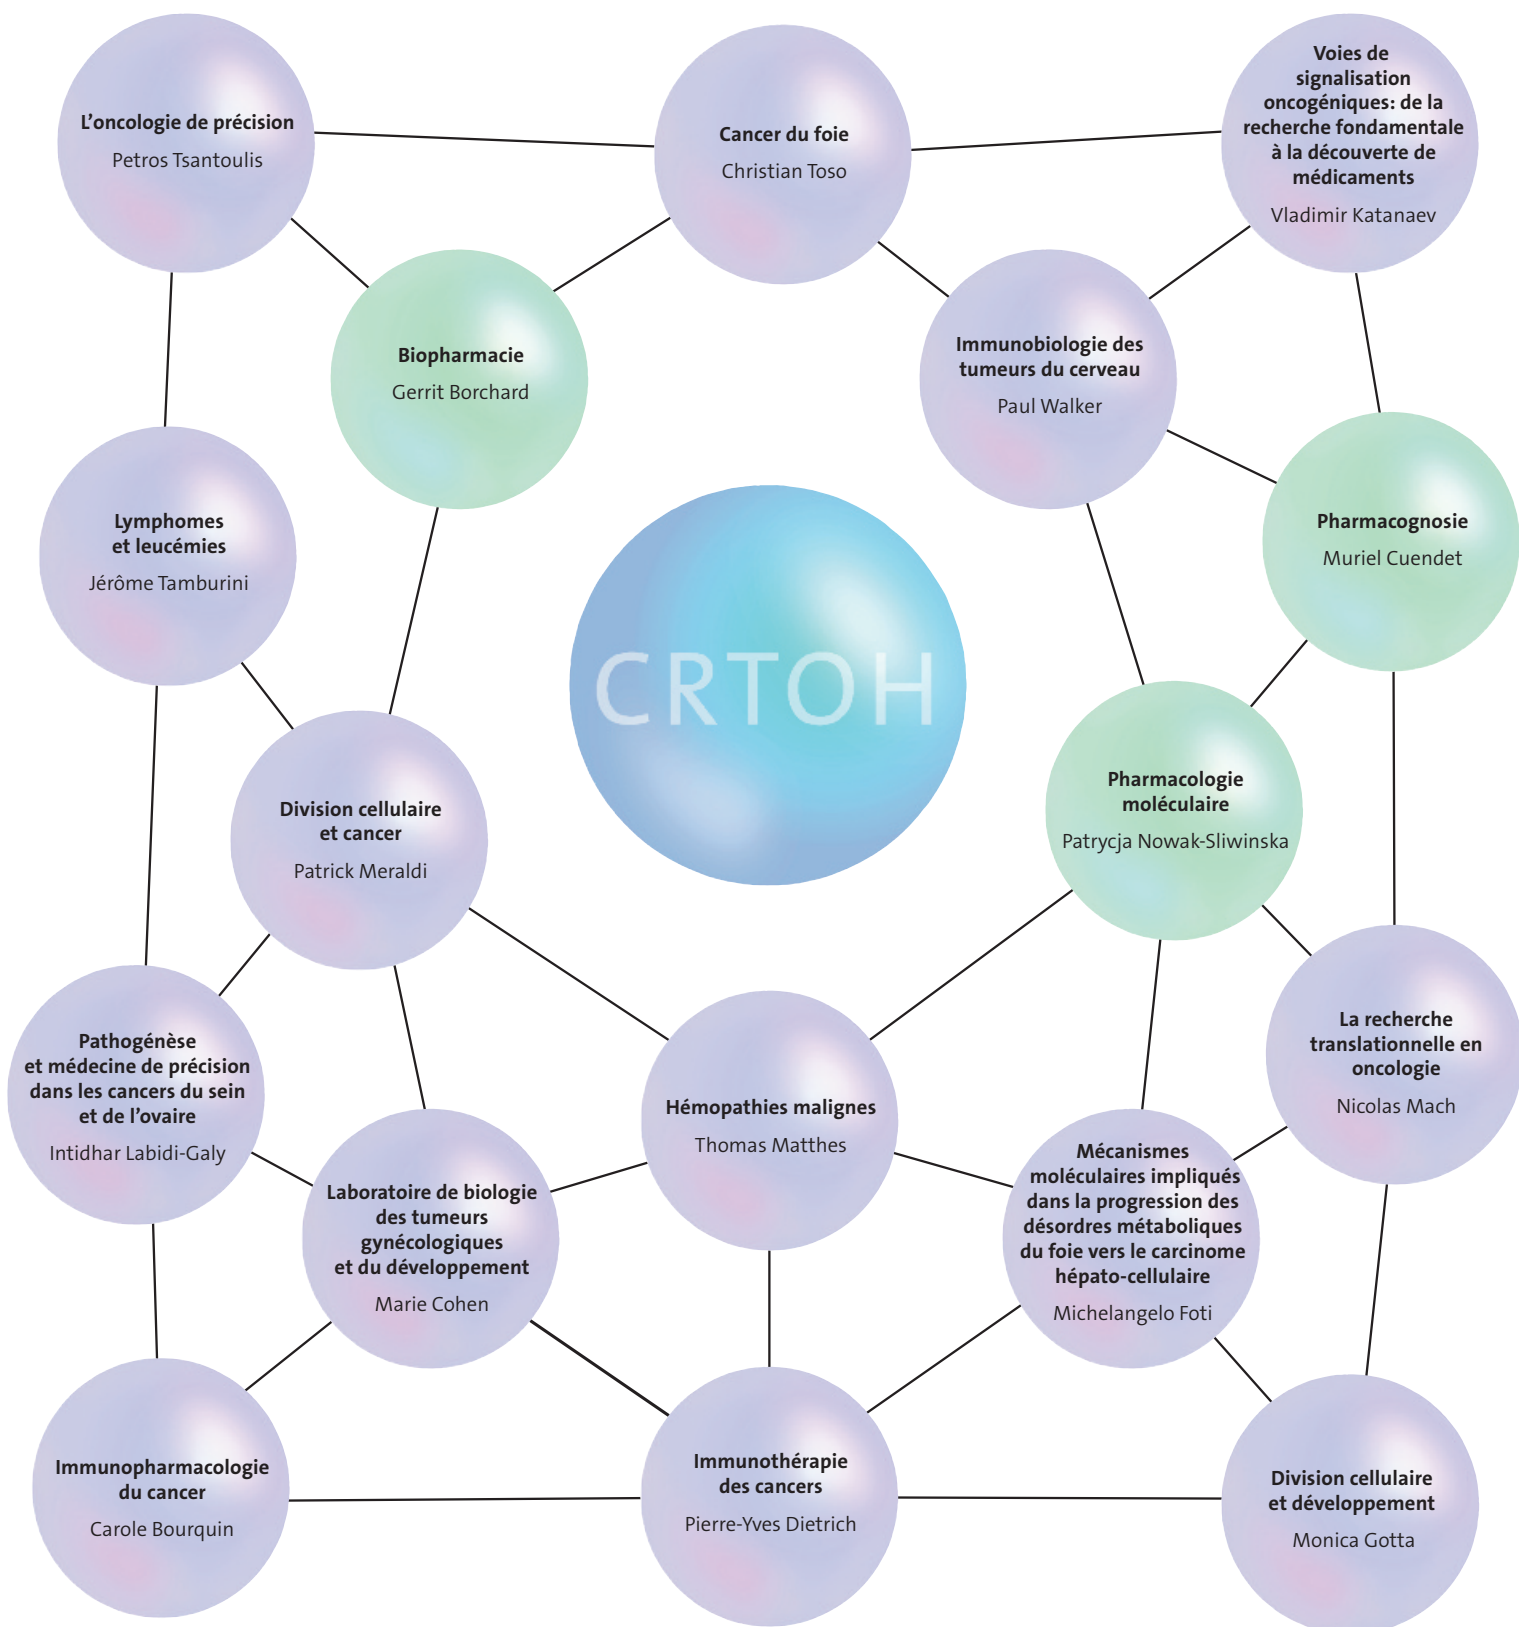 L'oncologie de précision
Petros Tsantoulis
Cancer du foie
Christian Toso
Voies de
signalisation
oncogéniques: de la
recherche fondamentale
à la découverte de
médicaments
Vladimir Katanaev
Biopharmacie
Gerrit Borchard
Immunobiologie des
tumeurs du cerveau
Paul Walker
Lymphomes
et leucémies
Jérôme Tamburini
Pharmacognosie
Muriel Cuendet
CRTOH
Division cellulaire
et cancer
Patrick Meraldi
Pharmacologie
moléculaire
Patrycja Nowak-Sliwinska
Pathogénèse
et médecine de précision
dans les cancers du sein
et de l'ovaire
Intidhar Labidi-Galy
Hémopathies malignes
Thomas Matthes
La recherche
translationnelle en
oncologie
Nicolas Mach
Laboratoire de biologie
des tumeurs
gynécologiques
et du développement
Marie Cohen
Mécanismes
moléculaires impliqués
dans la progression des
désordres métaboliques
du foie vers le carcinome
hépato-cellulaire
Michelangelo Foti
Immunopharmacologie
du cancer
Carole Bourquin
Immunothérapie
des cancers
Pierre-Yves Dietrich
Division cellulaire
et développement
Monica Gotta